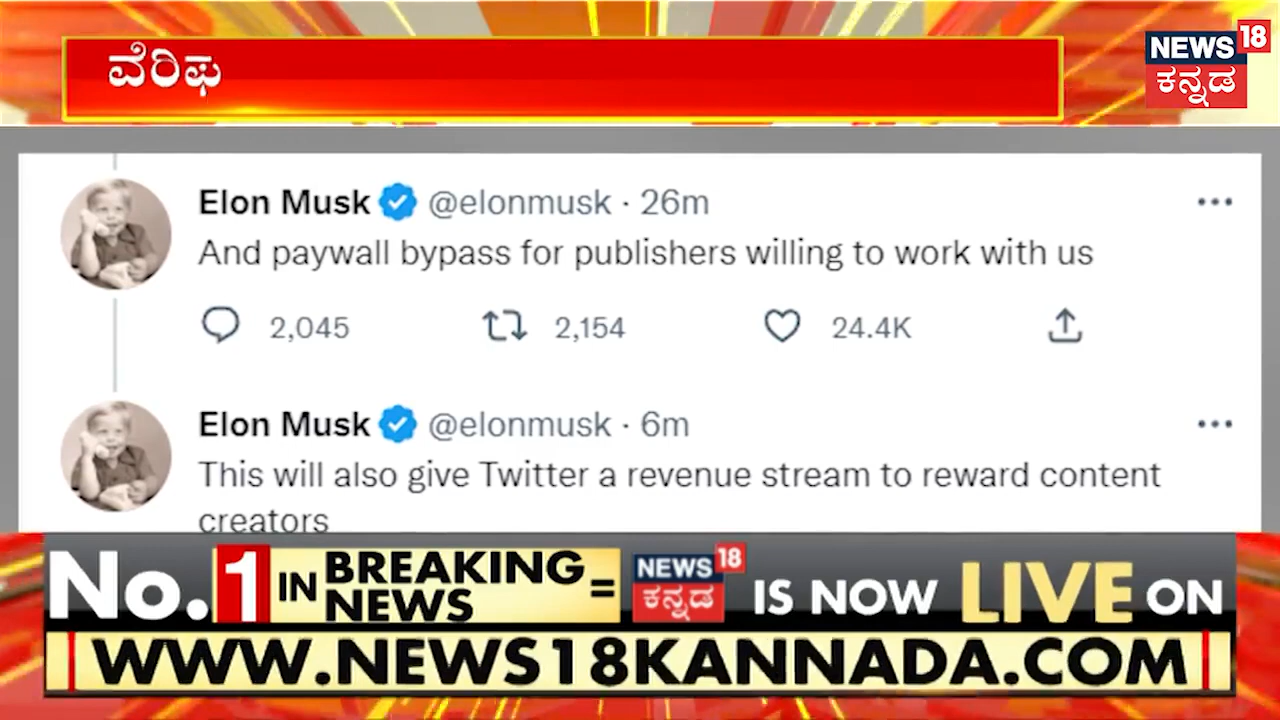 ವೆರಿಫ
NEWS 18
ಕನ್ನಡ
Elon Musk @elonmusk · 26m
And paywall bypass for publishers willing to work with us
2,045 2,154 24.4K
Elon Musk @elonmusk · 6m
This will also give Twitter a revenue stream to reward content
creators
No. 1 IN BREAKING NEWS = NEWS 18 ಕನ್ನಡ IS NOW LIVE ON
WWW.NEWS18KANNADA.COM